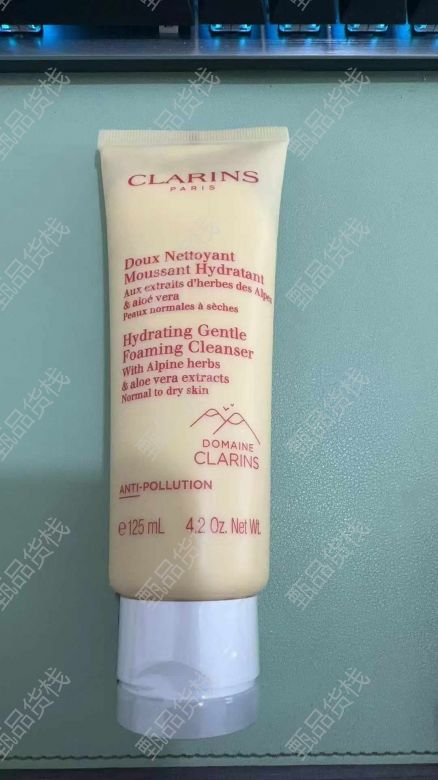 CLARINS
PARIS
Doux Nettoyant
Moussant Hydratant
Aux extraits d'herbes des Alpes
& aloé vera
Peaux normales à sèches
Hydrating Gentle
Foaming Cleanser
With Alpine herbs
& aloe vera extracts
Normal to dry skin
DOMAINE
CLARINS
ANTI-POLLUTION
e 125 mL 4.2 Oz. Net Wt.
甄品货栈